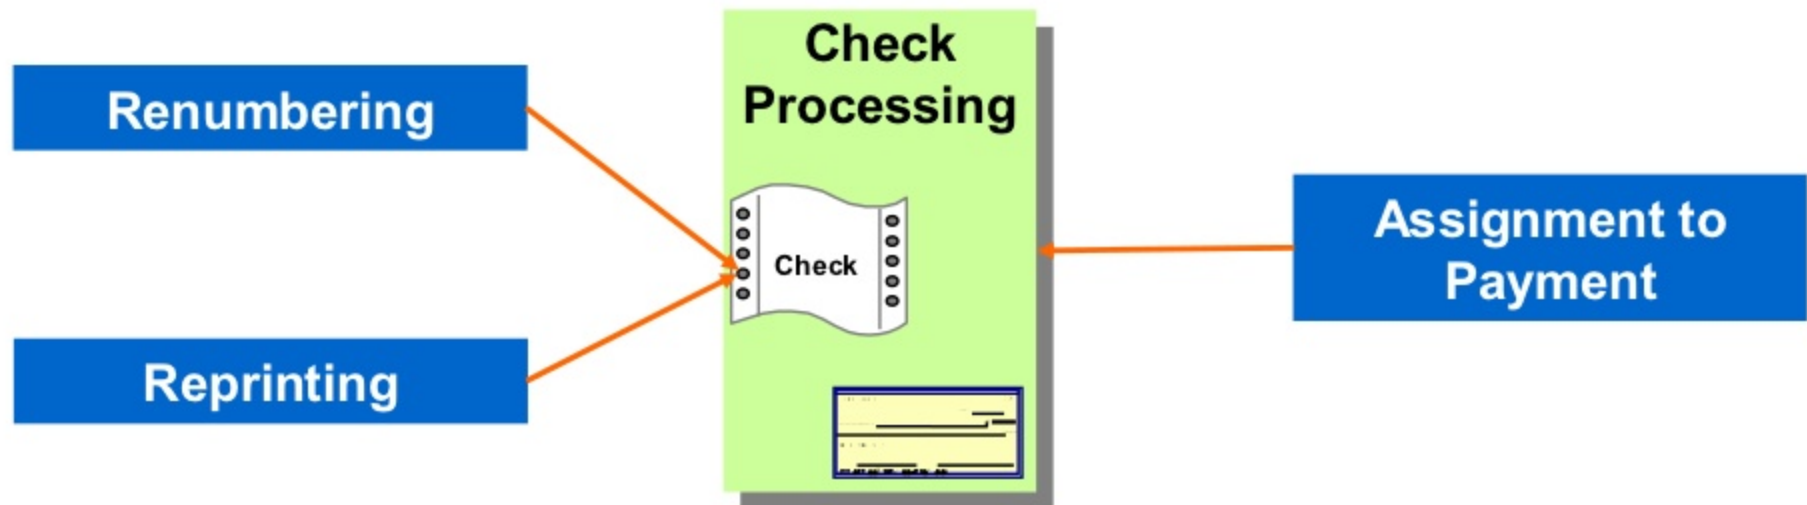 Check
Processing
Renumbering
Check
Reprinting
Assignment to
Payment